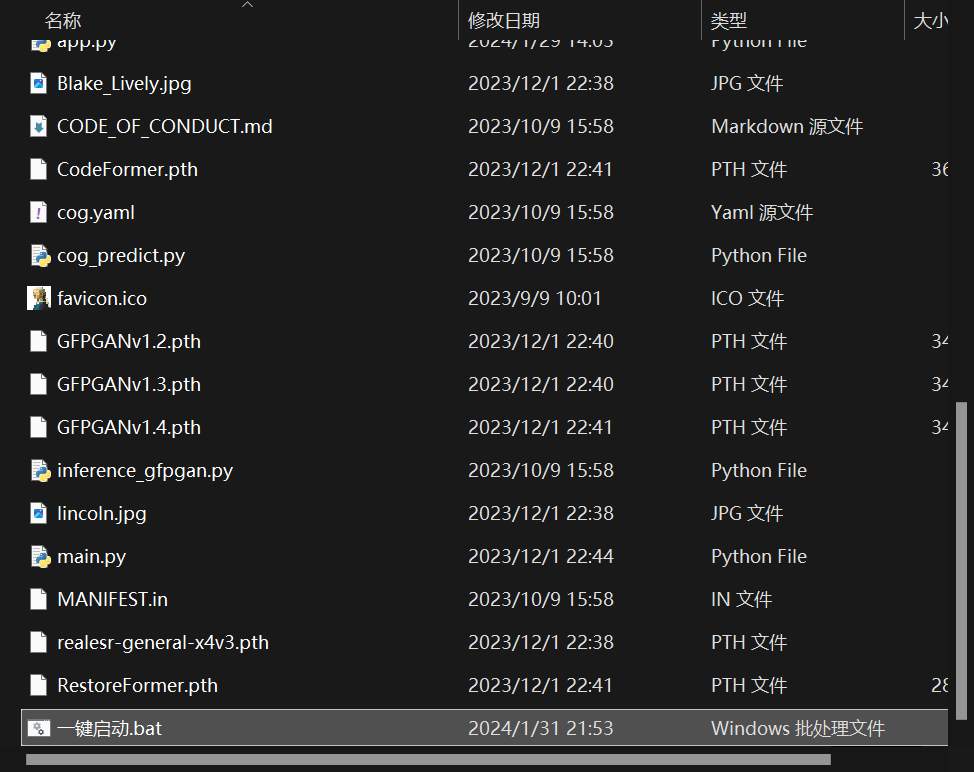 名称 修改日期 类型 大小
app.py 2024/1/29 14:03 Python File
Blake_Lively.jpg 2023/12/1 22:38 JPG 文件
CODE_OF_CONDUCT.md 2023/10/9 15:58 Markdown 源文件
CodeFormer.pth 2023/12/1 22:41 PTH 文件 36
cog.yaml 2023/10/9 15:58 Yaml 源文件
cog_predict.py 2023/10/9 15:58 Python File
favicon.ico 2023/9/9 10:01 ICO 文件
GFPGANv1.2.pth 2023/12/1 22:40 PTH 文件 34
GFPGANv1.3.pth 2023/12/1 22:40 PTH 文件 34
GFPGANv1.4.pth 2023/12/1 22:41 PTH 文件 34
inference_gfpgan.py 2023/10/9 15:58 Python File
lincoln.jpg 2023/12/1 22:38 JPG 文件
main.py 2023/12/1 22:44 Python File
MANIFEST.in 2023/10/9 15:58 IN 文件
realesr-general-x4v3.pth 2023/12/1 22:38 PTH 文件
RestoreFormer.pth 2023/12/1 22:41 PTH 文件 28
一键启动.bat 2024/1/31 21:53 Windows 批处理文件